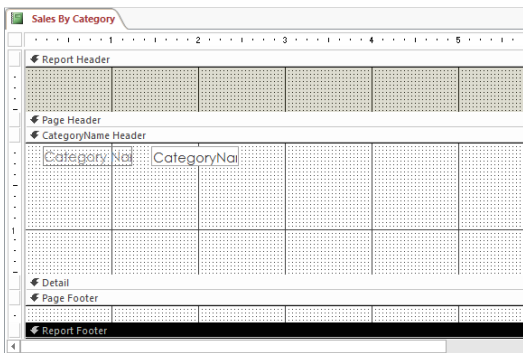 Sales By Category
1 2 3 4 5
Report Header
Page Header
CategoryName Header
Category Nai CategoryNai
1
Detail
Page Footer
Report Footer